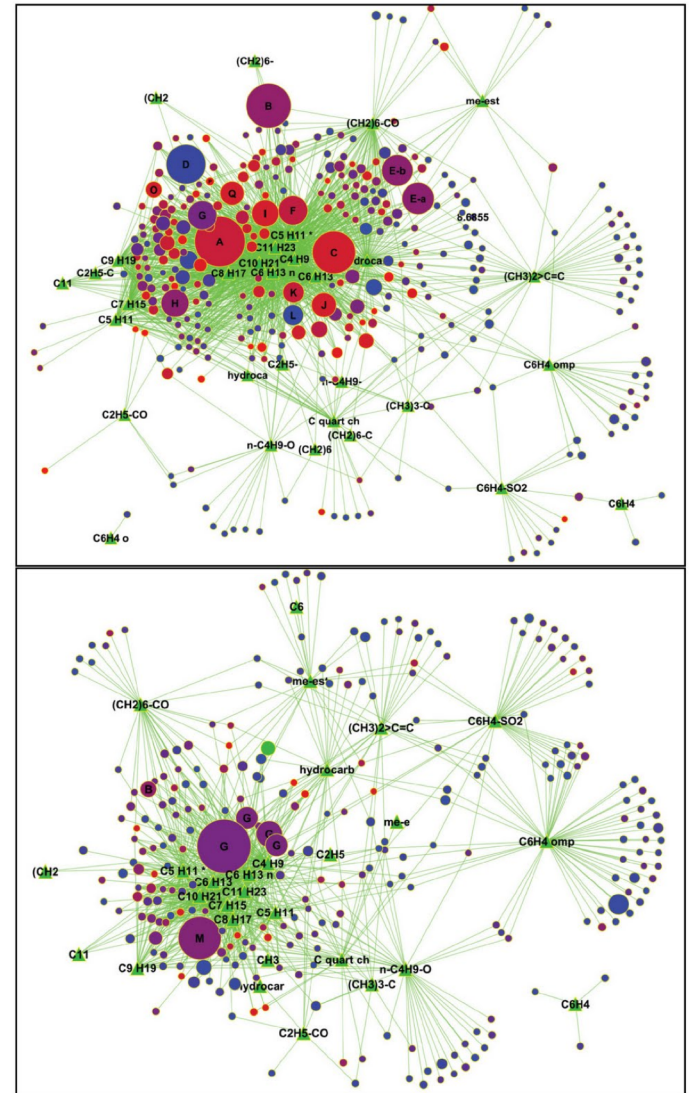 (CH2)6-
(CH2
me-est
B
(CH2)6-CO
D
E-b
E-a
O
Q
G
I
F
8.6855
A
C5 H11 *
C11 H23
C
C9 H19
C10 H21
C4 H9
droca
C2H5-C
C8 H17
C6 H13 n
C6 H13
(CH3)2>C=C
C11
K
C7 H15
H
J
L
C5 H11
C2H5-
C6H4 omp
hydroca
n-C4H9-
C2H5-CO
C quart ch
(CH3)3-C
(CH2)6-C
n-C4H9-O
(CH2)6
C6H4-SO2
C6H4
C6H4 o
C6
me-est
(CH2)6-CO
(CH3)2>C=C
C6H4-SO2
hydrocarb
B
G
me-e
G
G
C6H4 omp
C4 H9
C2H5
(CH2
C5 H11 *
C6 H13 n
C6 H13
C11 H23
C10 H21
C7 H15
C5 H11
C8 H17
M
C11
C9 H19
CH3
C quart ch
n-C4H9-O
hydrocar
(CH3)3-C
C6H4
C2H5-CO